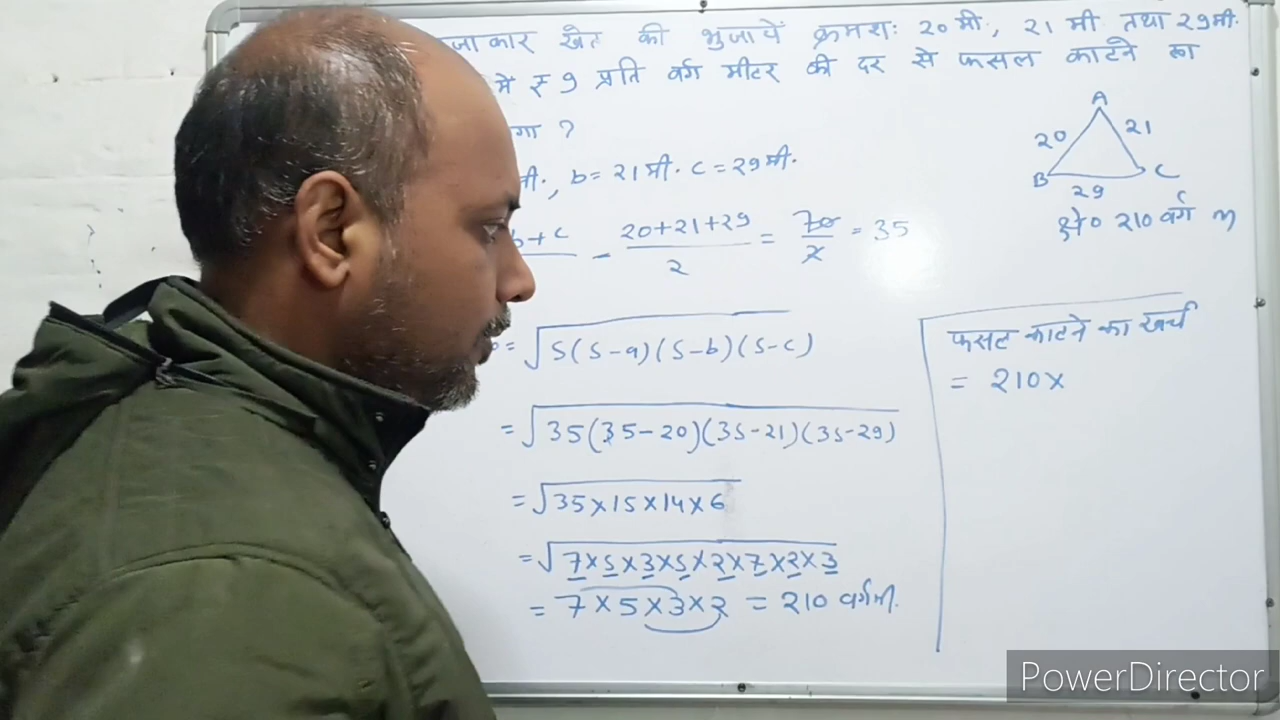 जाकार खेत की भुजायें क्रमशः 20 मी., 21 मी तथा 29 मी.
में ₹ 9 प्रति वर्ग मीटर की दर से फसल काटने का
गा ?
A
20 21
B C
29
क्षे० 210 वर्ग m
मी., b = 21 मी. c = 29 मी.
b+c/ - 20+21+29/2 = 70/2 = 35
= √S(S-a)(S-b)(S-c)
= √35(35-20)(35-21)(35-29)
= √35×15×14×6
= √7×5×3×5×2×7×2×3
= 7×5×3×2 = 210 वर्ग मी.
फसल काटने का खर्च
= 210×
PowerDirector